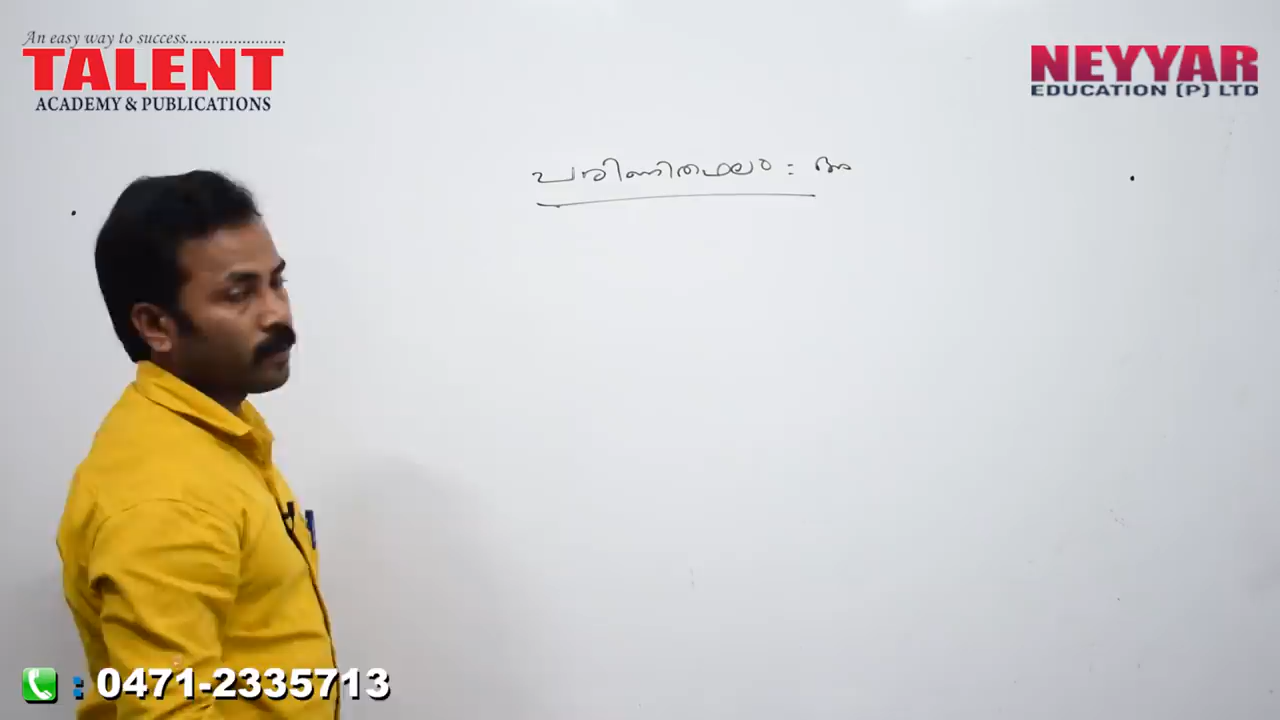 An easy way to success.......................
TALENT
ACADEMY & PUBLICATIONS
NEYYAR
EDUCATION (P) LTD
പരിണിതഫലം : അ
: 0471-2335713